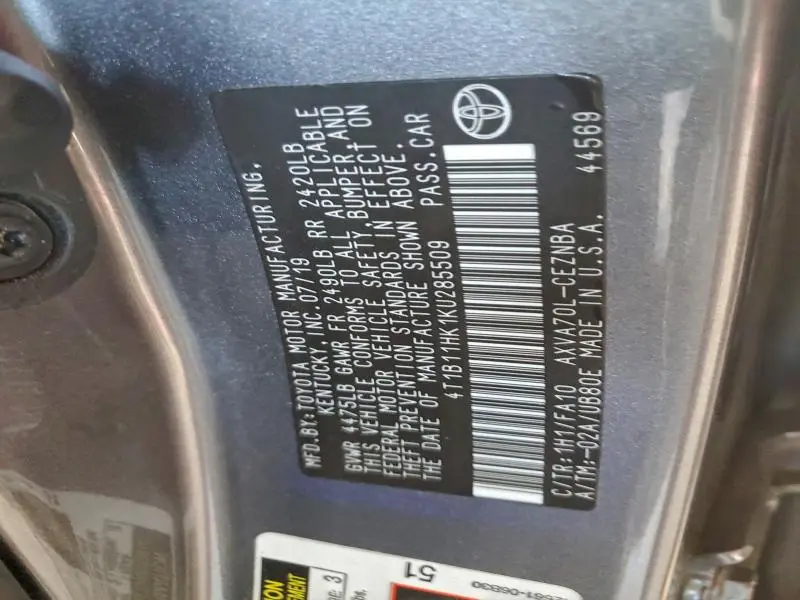 MFD.BY: TOYOTA MOTOR MANUFACTURING,
KENTUCKY, INC. 07/19
GVWR 4475LB GAWR FR 2490LB RR 2420LB
THIS VEHICLE CONFORMS TO ALL APPLICABLE
FEDERAL MOTOR VEHICLE SAFETY, BUMPER, AND
THEFT PREVENTION STANDARDS IN EFFECT ON
THE DATE OF MANUFACTURE SHOWN ABOVE.
4T1B11HK1KU285509 PASS.CAR
C/TR:1H1/FA10 AXVA70L-CEZNBA
A/TM:-02A/UB80E MADE IN U.S.A. 44569
51